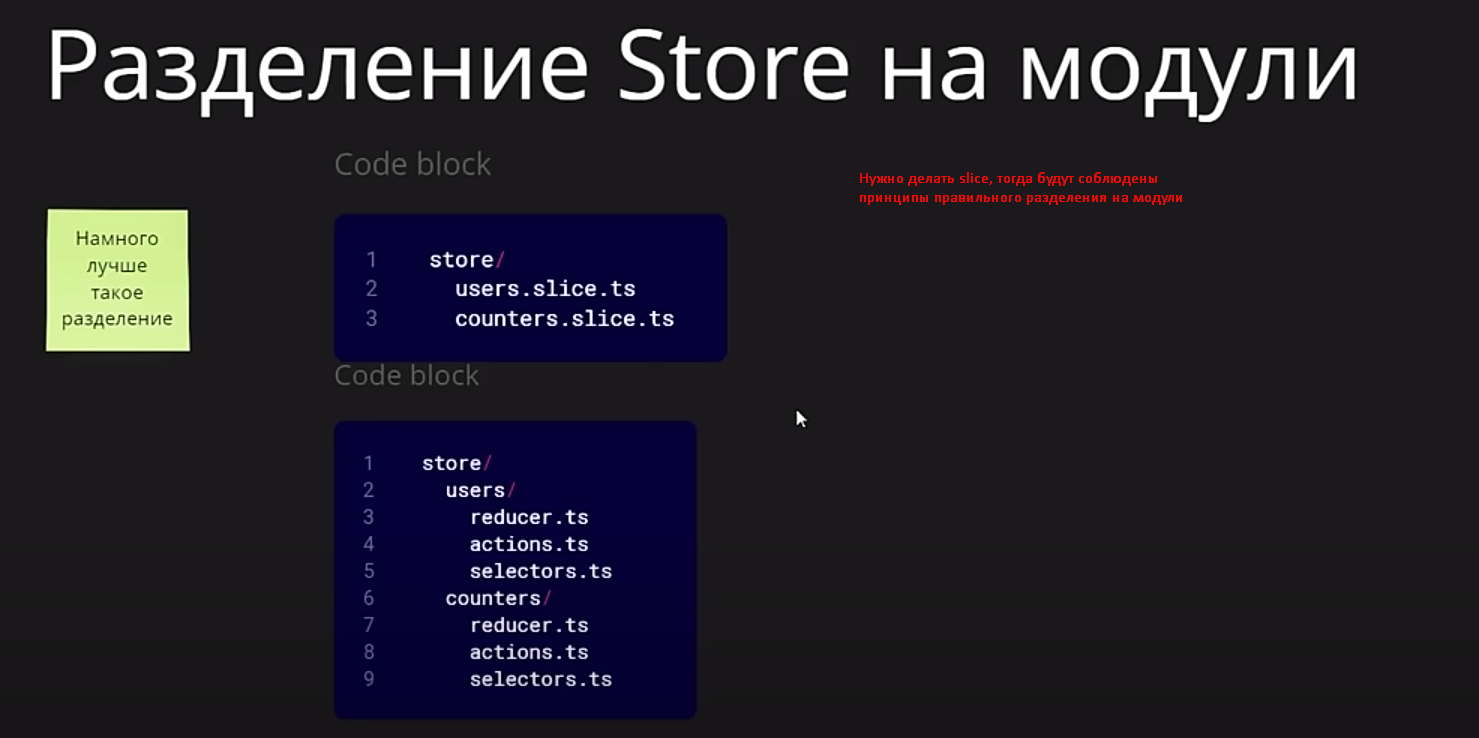 Разделение Store на модули
Code block
Нужно делать slice, тогда будут соблюдены
принципы правильного разделения на модули
Намного
лучше
такое
разделение
1 store/
2 users.slice.ts
3 counters.slice.ts
Code block
1 store/
2 users/
3 reducer.ts
4 actions.ts
5 selectors.ts
6 counters/
7 reducer.ts
8 actions.ts
9 selectors.ts